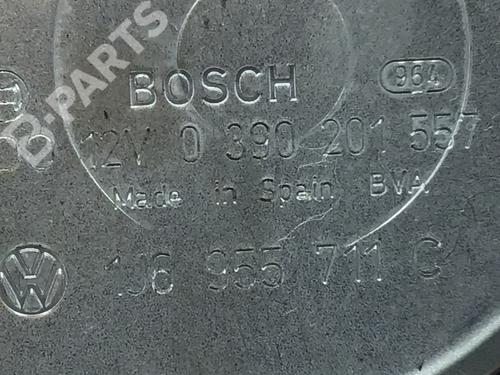 B-PARTS
BOSCH 964
12V 0 390 201 557
Made in Spain BVA
1J6 955 711 C